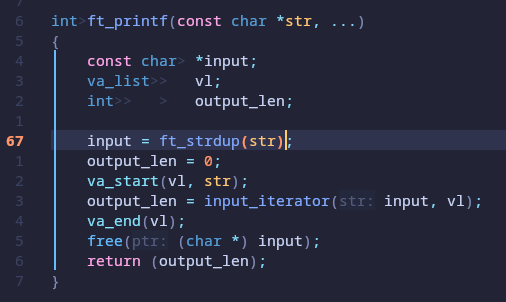 7
6 int>ft_printf(const char *str, ...)
5 {
4 const char> *input;
3 va_list>> vl;
2 int>> > output_len;
1
67 input = ft_strdup(str);
1 output_len = 0;
2 va_start(vl, str);
3 output_len = input_iterator(str: input, vl);
4 va_end(vl);
5 free(ptr: (char *) input);
6 return (output_len);
7 }